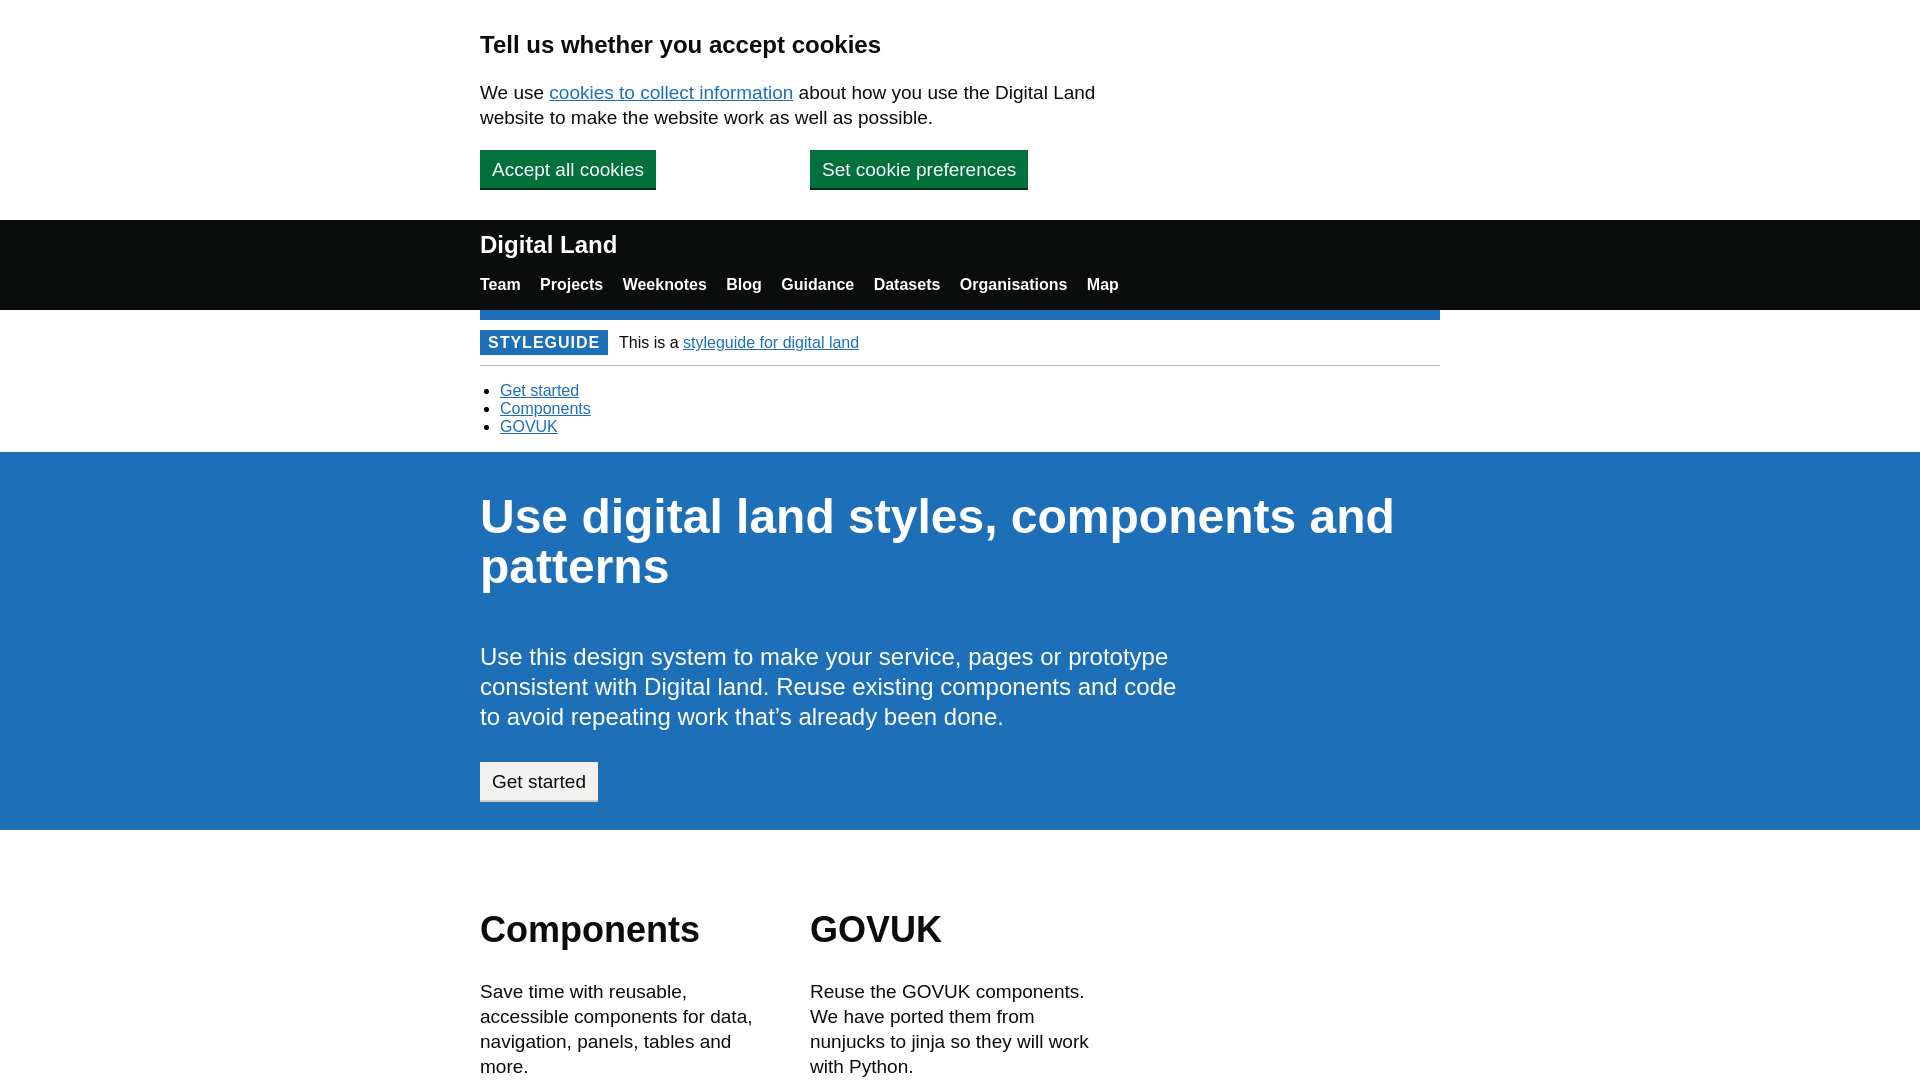 Tell us whether you accept cookies
We use cookies to collect information about how you use the Digital Land
website to make the website work as well as possible.
Accept all cookies
Set cookie preferences
Digital Land
Team Projects Weeknotes Blog Guidance Datasets Organisations Map
STYLEGUIDE This is a styleguide for digital land
Get started
Components
GOVUK
Use digital land styles, components and
patterns
Use this design system to make your service, pages or prototype
consistent with Digital land. Reuse existing components and code
to avoid repeating work that’s already been done.
Get started
Components
Save time with reusable,
accessible components for data,
navigation, panels, tables and
more.
GOVUK
Reuse the GOVUK components.
We have ported them from
nunjucks to jinja so they will work
with Python.